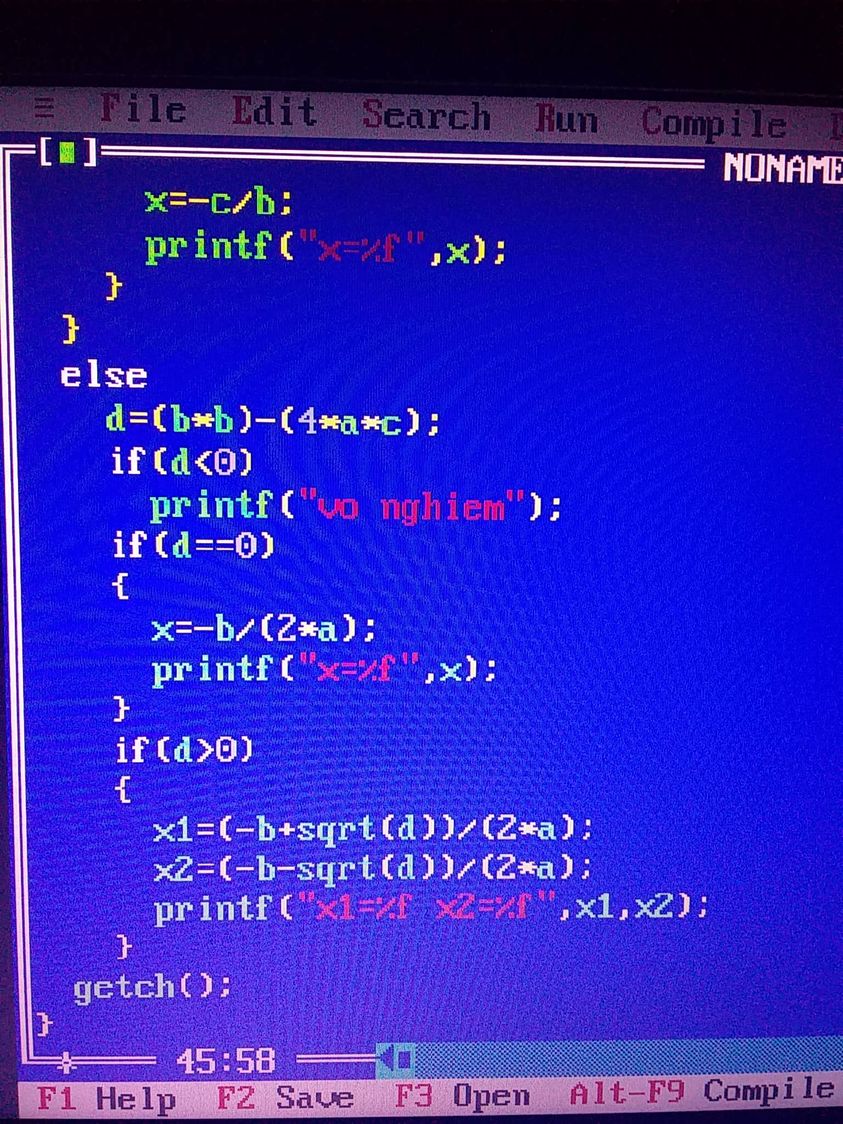 ≡ File Edit Search Run Compile
[■] NONAME
x=-c/b;
printf("x=%f",x);
}
}
else
d=(b*b)-(4*a*c);
if(d<0)
printf("vo nghiem");
if(d==0)
{
x=-b/(2*a);
printf("x=%f",x);
}
if(d>0)
{
x1=(-b+sqrt(d))/(2*a);
x2=(-b-sqrt(d))/(2*a);
printf("x1=%f x2=%f",x1,x2);
}
getch();
}
45:58
F1 Help F2 Save F3 Open Alt-F9 Compile